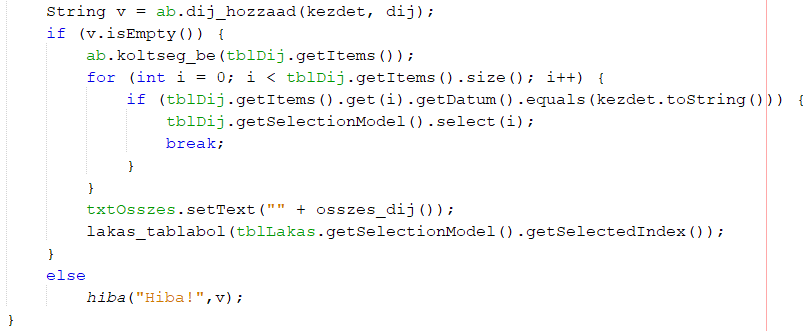 String v = ab.dij_hozzaad(kezdet, dij);
if (v.isEmpty()) {
ab.koltseg_be(tblDij.getItems());
for (int i = 0; i < tblDij.getItems().size(); i++) {
if (tblDij.getItems().get(i).getDatum().equals(kezdet.toString())) {
tblDij.getSelectionModel().select(i);
break;
}
}
txtOsszes.setText("" + osszes_dij());
lakas_tablabol(tblLakas.getSelectionModel().getSelectedIndex());
}
else
hiba("Hiba!",v);
}